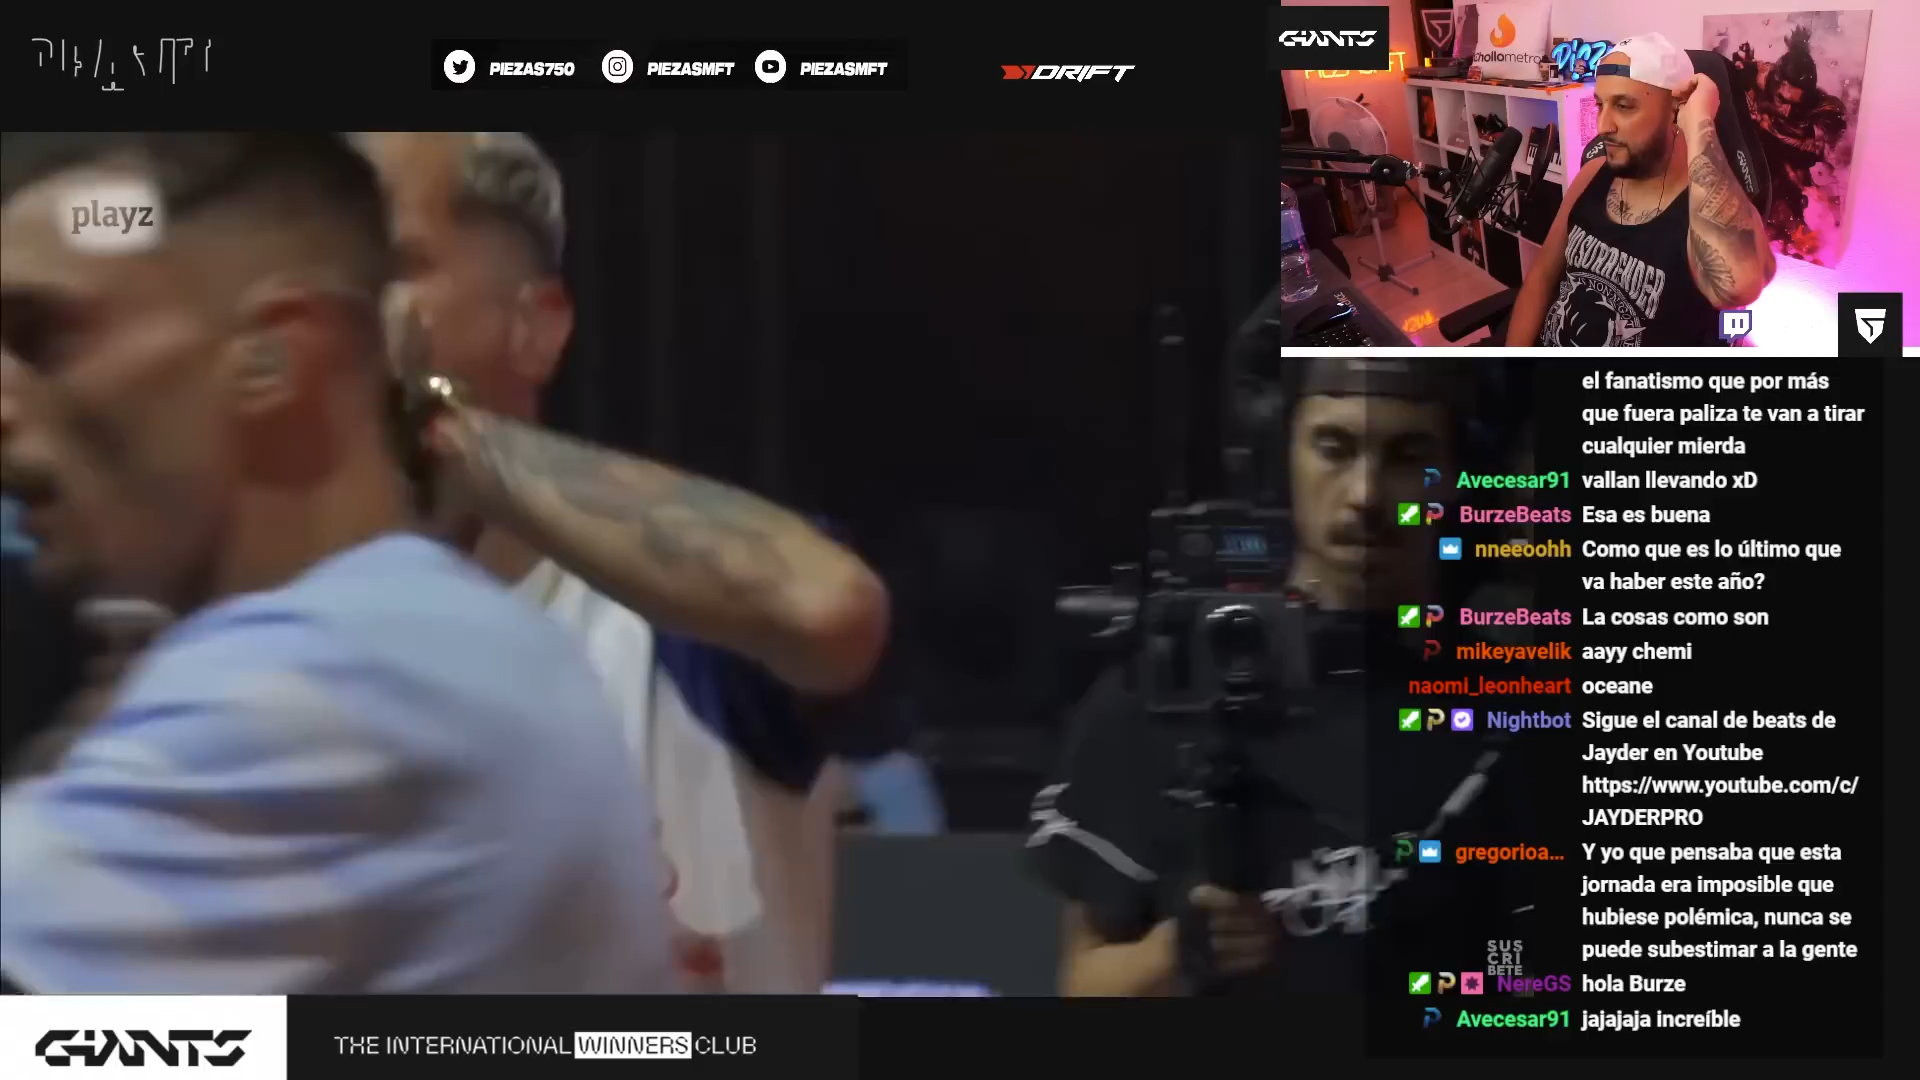 PIEZAS750
PIEZASMFT
PIEZASMFT
DRIFT
GIANTS
chollometro
PIEZASMFT
NO SURRENDER
playz
el fanatismo que por más
que fuera paliza te van a tirar
cualquier mierda
Avecesar91 vallan llevando xD
BurzeBeats Esa es buena
nneeoohh Como que es lo último que
va haber este año?
BurzeBeats La cosas como son
mikeyavelik aayy chemi
naomi_leonheart oceane
Nightbot Sigue el canal de beats de
Jayder en Youtube
https://www.youtube.com/c/
JAYDERPRO
gregorioa... Y yo que pensaba que esta
jornada era imposible que
hubiese polémica, nunca se
puede subestimar a la gente
SUS
CRI
BETE
NereGS hola Burze
Avecesar91 jajajaja increíble
GIANTS
THE INTERNATIONAL WINNERS CLUB